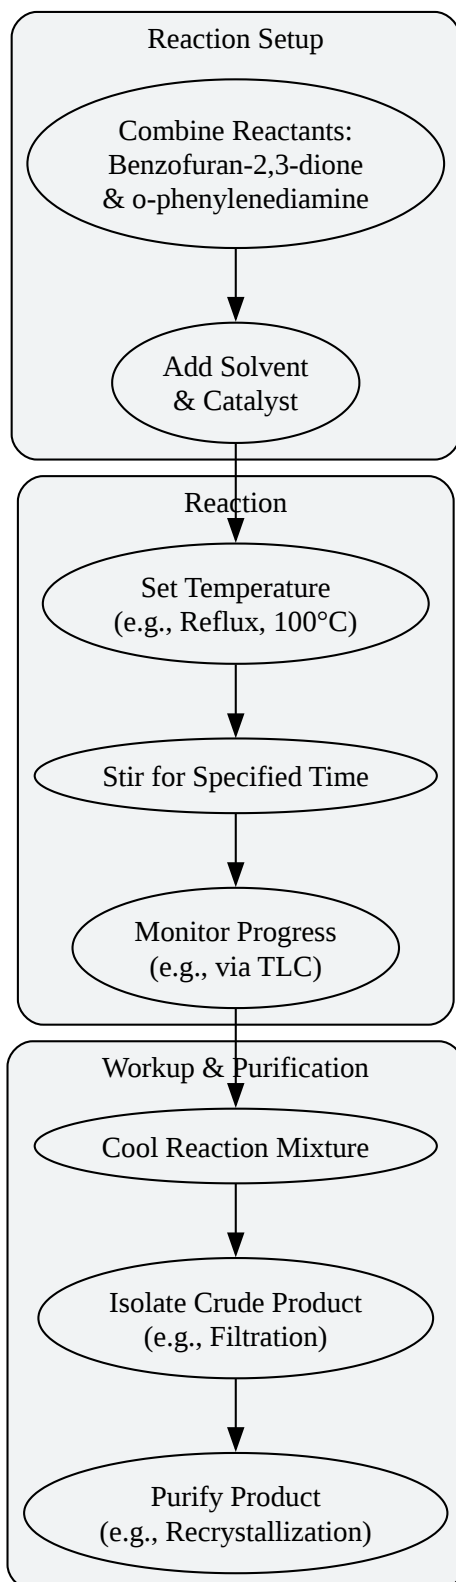 Reaction Setup
Combine Reactants:
Benzofuran-2,3-dione
& o-phenylenediamine
Add Solvent
& Catalyst
Reaction
Set Temperature
(e.g., Reflux, 100°C)
Stir for Specified Time
Monitor Progress
(e.g., via TLC)
Workup & Purification
Cool Reaction Mixture
Isolate Crude Product
(e.g., Filtration)
Purify Product
(e.g., Recrystallization)